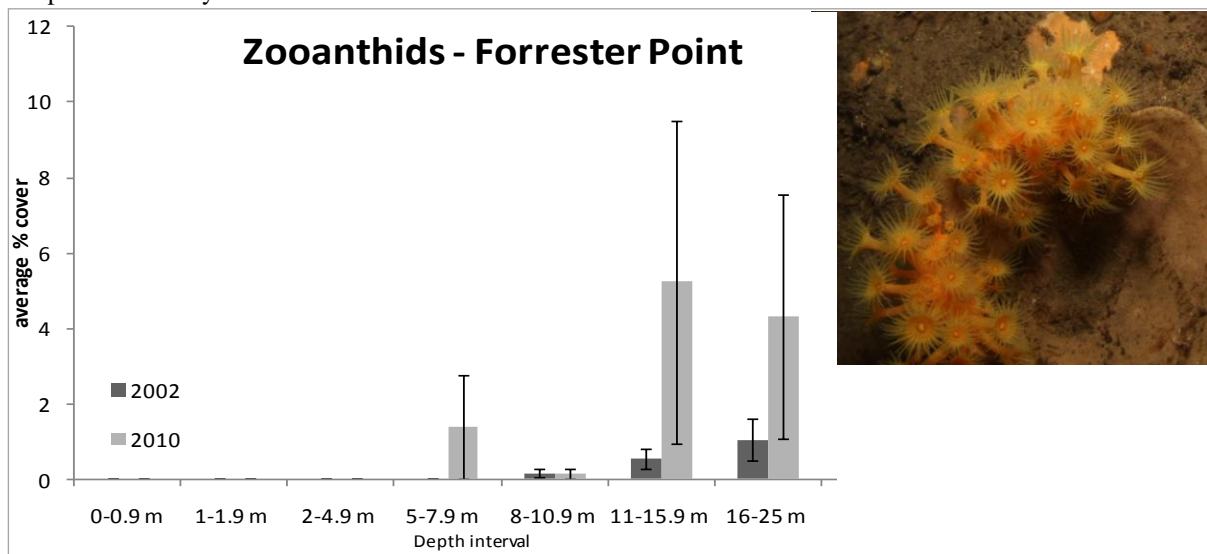 12
Zooanthids - Forrester Point
10
8
average % cover
6
4
2002
2
2010
0
0-0.9 m 1-1.9 m 2-4.9 m 5-7.9 m 8-10.9 m 11-15.9 m 16-25 m
Depth interval